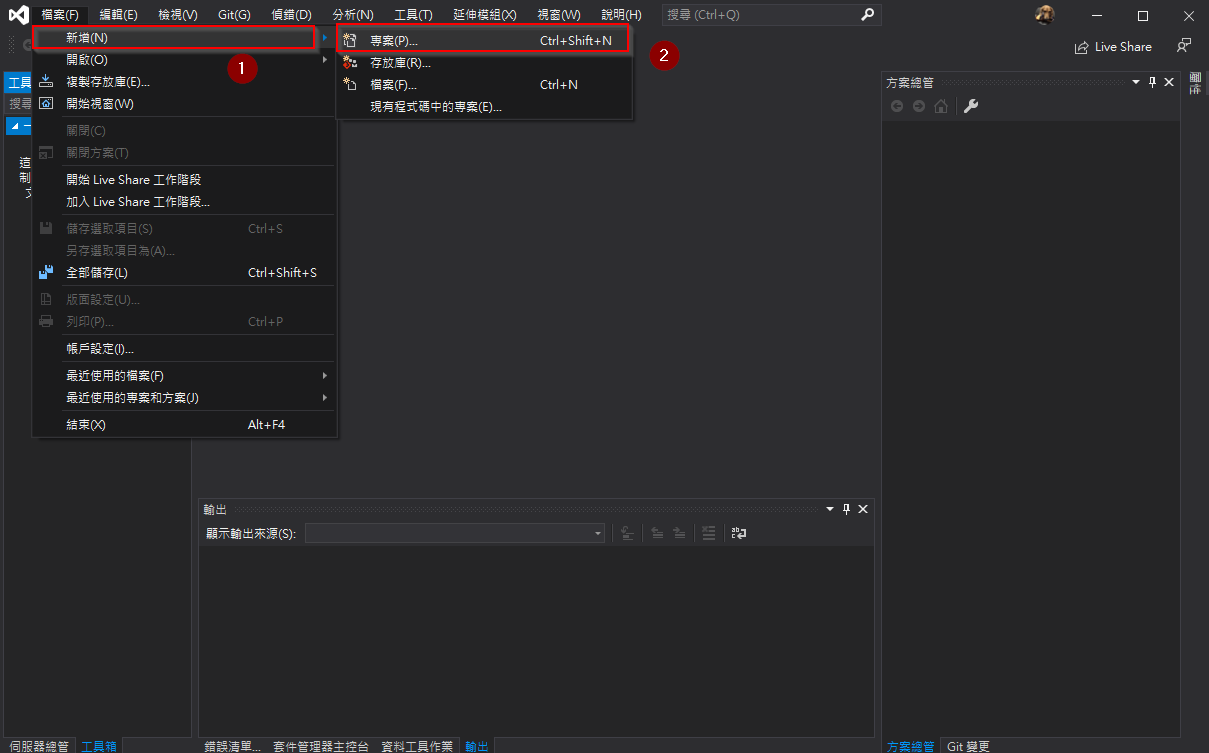 檔案(F) 編輯(E) 檢視(V) Git(G) 偵錯(D) 分析(N) 工具(T) 延伸模組(X) 視窗(W) 說明(H) 搜尋 (Ctrl+Q)
Live Share
新增(N)
開啟(O)
複製存放庫(E)...
開始視窗(W)
關閉(C)
關閉方案(T)
開始 Live Share 工作階段
加入 Live Share 工作階段...
儲存選取項目(S) Ctrl+S
另存選取項目為(A)...
全部儲存(L) Ctrl+Shift+S
版面設定(U)...
列印(P)... Ctrl+P
帳戶設定(I)...
最近使用的檔案(F)
最近使用的專案和方案(J)
結束(X) Alt+F4
1
專案(P)... Ctrl+Shift+N
存放庫(R)...
檔案(F)... Ctrl+N
現有程式碼中的專案(E)...
2
工具
搜尋
一
這
制
文
方案總管
輸出
顯示輸出來源(S):
伺服器總管 工具箱
錯誤清單... 套件管理器主控台 資料工具作業 輸出
方案總管 Git 變更